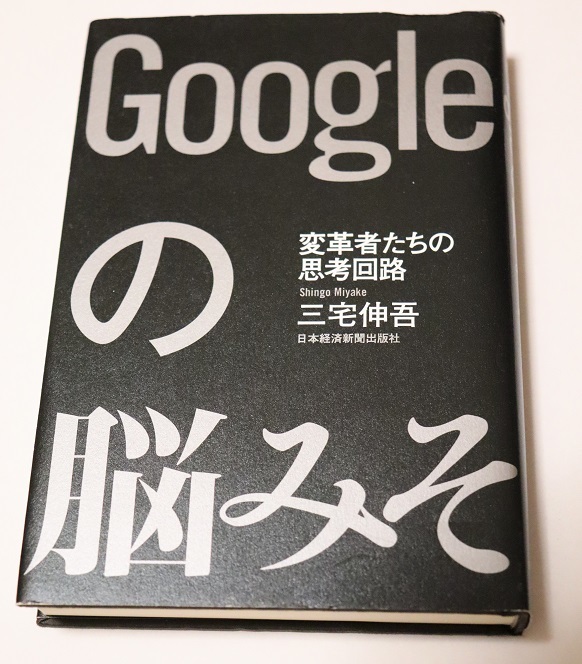 Google
の
変革者たちの
思考回路
Shingo Miyake
三宅伸吾
日本経済新聞出版社
脳みそ